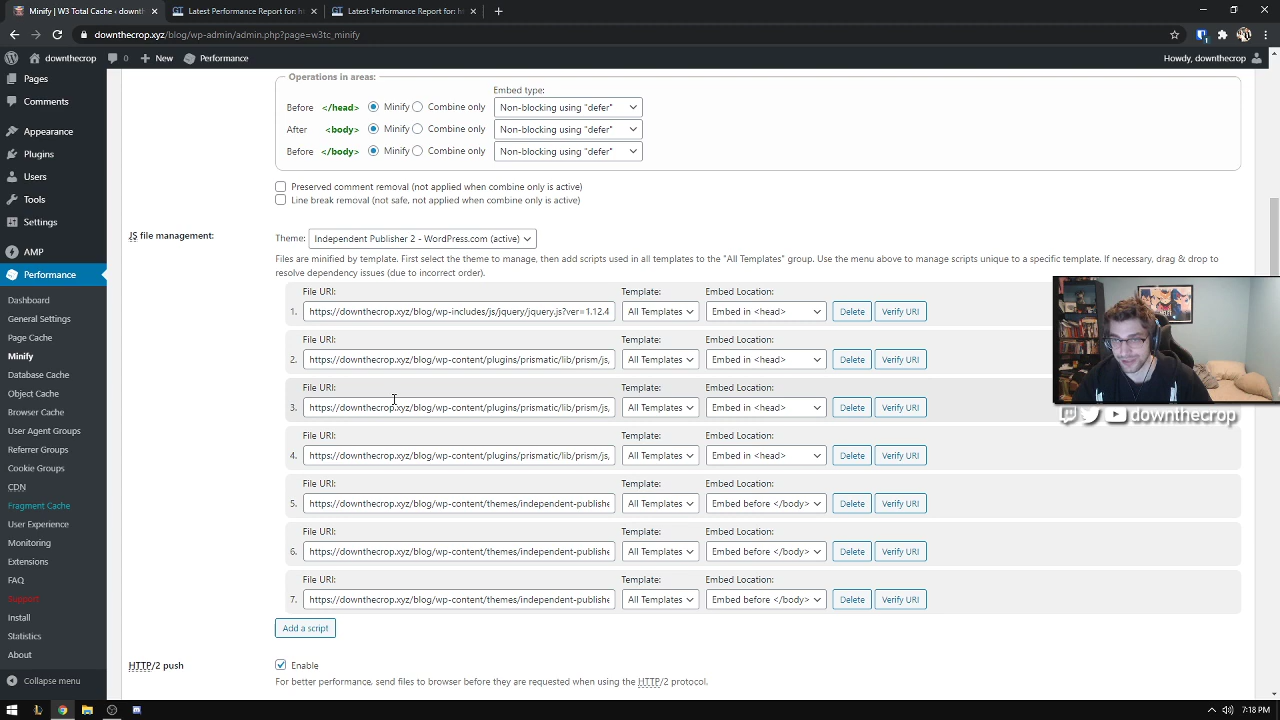 Minify | W3 Total Cache ‹ downth
Latest Performance Report for: h
Latest Performance Report for: h
downthecrop.xyz/blog/wp-admin/admin.php?page=w3tc_minify
downthecrop 0 New Performance Howdy, downthecrop
Pages
Comments
Appearance
Plugins
Users
Tools
Settings
AMP
Performance
Dashboard
General Settings
Page Cache
Minify
Database Cache
Object Cache
Browser Cache
User Agent Groups
Referrer Groups
Cookie Groups
CDN
Fragment Cache
User Experience
Monitoring
Extensions
FAQ
Support
Install
Statistics
About
Collapse menu
Operations in areas:
Embed type:
Before </head> Minify Combine only Non-blocking using "defer"
After <body> Minify Combine only Non-blocking using "defer"
Before </body> Minify Combine only Non-blocking using "defer"
Preserved comment removal (not applied when combine only is active)
Line break removal (not safe, not applied when combine only is active)
JS file management: Theme: Independent Publisher 2 - WordPress.com (active)
Files are minified by template. First select the theme to manage, then add scripts used in all templates to the "All Templates" group. Use the menu above to manage scripts unique to a specific template. If necessary, drag & drop to
resolve dependency issues (due to incorrect order).
File URI: Template: Embed Location:
1. https://downthecrop.xyz/blog/wp-includes/js/jquery/jquery.js?ver=1.12.4 All Templates Embed in <head> Delete Verify URI
File URI: Template: Embed Location:
2. https://downthecrop.xyz/blog/wp-content/plugins/prismatic/lib/prism/js, All Templates Embed in <head> Delete Verify URI
File URI: Template: Embed Location:
3. https://downthecrop.xyz/blog/wp-content/plugins/prismatic/lib/prism/js, All Templates Embed in <head> Delete Verify URI
File URI: Template: Embed Location:
4. https://downthecrop.xyz/blog/wp-content/plugins/prismatic/lib/prism/js, All Templates Embed in <head> Delete Verify URI
File URI: Template: Embed Location:
5. https://downthecrop.xyz/blog/wp-content/themes/independent-publishe All Templates Embed before </body> Delete Verify URI
File URI: Template: Embed Location:
6. https://downthecrop.xyz/blog/wp-content/themes/independent-publishe All Templates Embed before </body> Delete Verify URI
File URI: Template: Embed Location:
7. https://downthecrop.xyz/blog/wp-content/themes/independent-publishe All Templates Embed before </body> Delete Verify URI
Add a script
HTTP/2 push Enable
For better performance, send files to browser before they are requested when using the HTTP/2 protocol.
downthecrop
7:18 PM